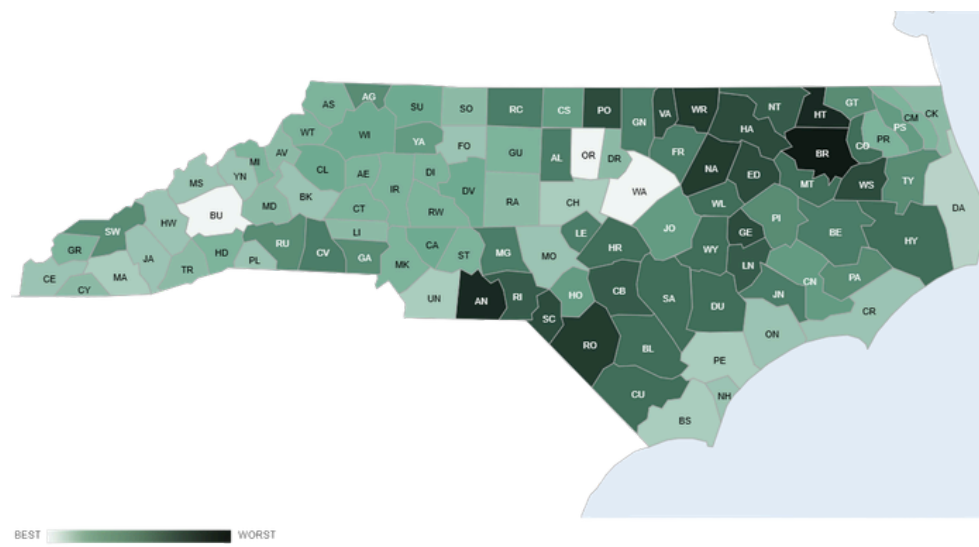 AS AG SU SO RC CS PO GN VA WR NT HT GT CM CK
WT WI YA FO GU AL OR DR FR HA BR CO PR PS
MI AV YN CL AE DI DV NA ED WS TY
MS BK IR WA MT
BU MD CT RW RA CH WL DA
HW LI LE JO PI BE HY
SW RU CV GA CA ST MG MO HR WY GE
GR JA HD PL MK LN
CE MA TR CN PA
CY UN AN RI HO CB SA DU JN CR
SC ON
RO BL PE
CU NH
BS
BEST WORST